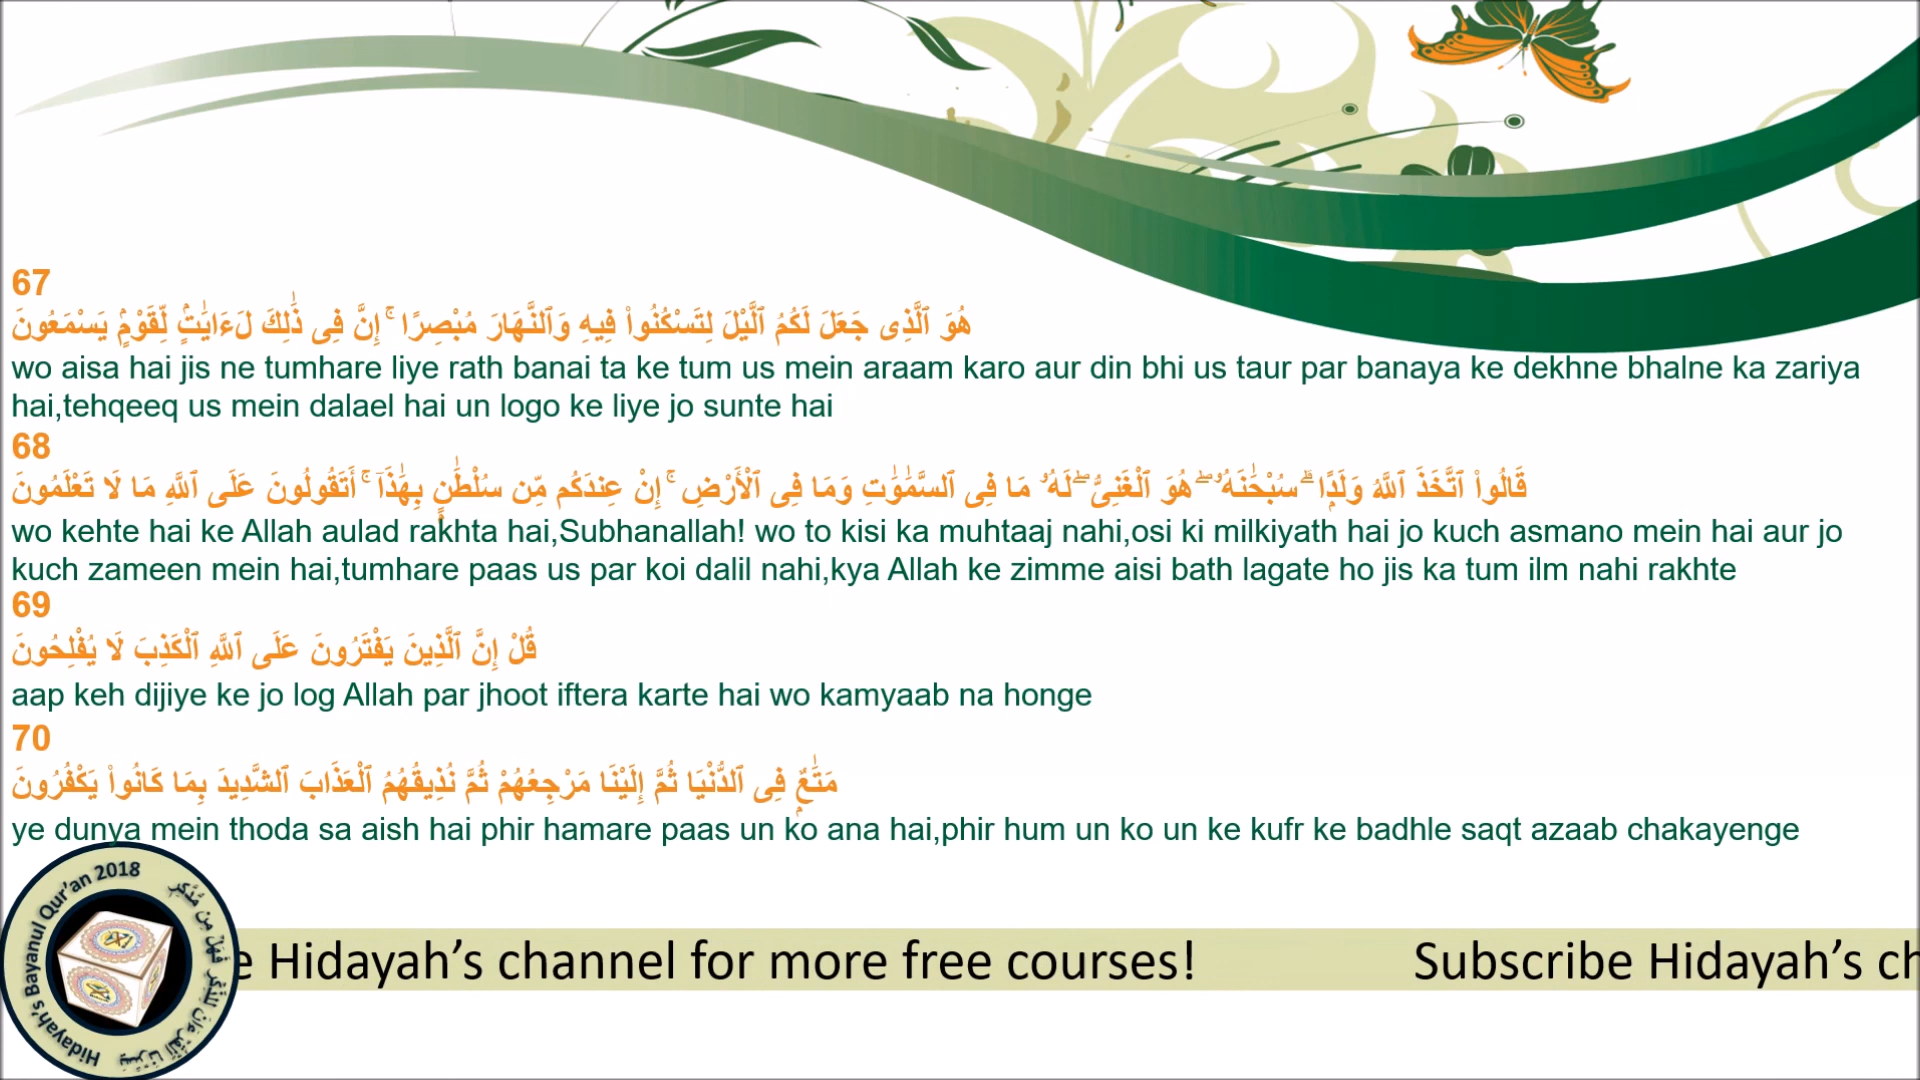 67
هُوَ ٱلَّذِى جَعَلَ لَكُمُ ٱلَّيْلَ لِتَسْكُنُوا۟ فِيهِ وَٱلنَّهَارَ مُبْصِرًا ۚ إِنَّ فِى ذَٰلِكَ لَءَايَٰتٍۢ لِّقَوْمٍۢ يَسْمَعُونَ
wo aisa hai jis ne tumhare liye rath banai ta ke tum us mein araam karo aur din bhi us taur par banaya ke dekhne bhalne ka zariya
hai,tehqeeq us mein dalael hai un logo ke liye jo sunte hai
68
قَالُوا۟ ٱتَّخَذَ ٱللَّهُ وَلَدًۭا ۗ سُبْحَٰنَهُۥ ۖ هُوَ ٱلْغَنِىُّ ۖ لَهُۥ مَا فِى ٱلسَّمَٰوَٰتِ وَمَا فِى ٱلْأَرْضِ ۚ إِنْ عِندَكُم مِّن سُلْطَٰنٍۭ بِهَٰذَآ ۚ أَتَقُولُونَ عَلَى ٱللَّهِ مَا لَا تَعْلَمُونَ
wo kehte hai ke Allah aulad rakhta hai,Subhanallah! wo to kisi ka muhtaaj nahi,osi ki milkiyath hai jo kuch asmano mein hai aur jo
kuch zameen mein hai,tumhare paas us par koi dalil nahi,kya Allah ke zimme aisi bath lagate ho jis ka tum ilm nahi rakhte
69
قُلْ إِنَّ ٱلَّذِينَ يَفْتَرُونَ عَلَى ٱللَّهِ ٱلْكَذِبَ لَا يُفْلِحُونَ
aap keh dijiye ke jo log Allah par jhoot iftera karte hai wo kamyaab na honge
70
مَتَٰعٌۭ فِى ٱلدُّنْيَا ثُمَّ إِلَيْنَا مَرْجِعُهُمْ ثُمَّ نُذِيقُهُمُ ٱلْعَذَابَ ٱلشَّدِيدَ بِمَا كَانُوا۟ يَكْفُرُونَ
ye dunya mein thoda sa aish hai phir hamare paas un ko ana hai,phir hum un ko un ke kufr ke badhle saqt azaab chakayenge
Hidayah’s Bayanul Qur’an 2018
e Hidayah’s channel for more free courses! Subscribe Hidayah’s ch